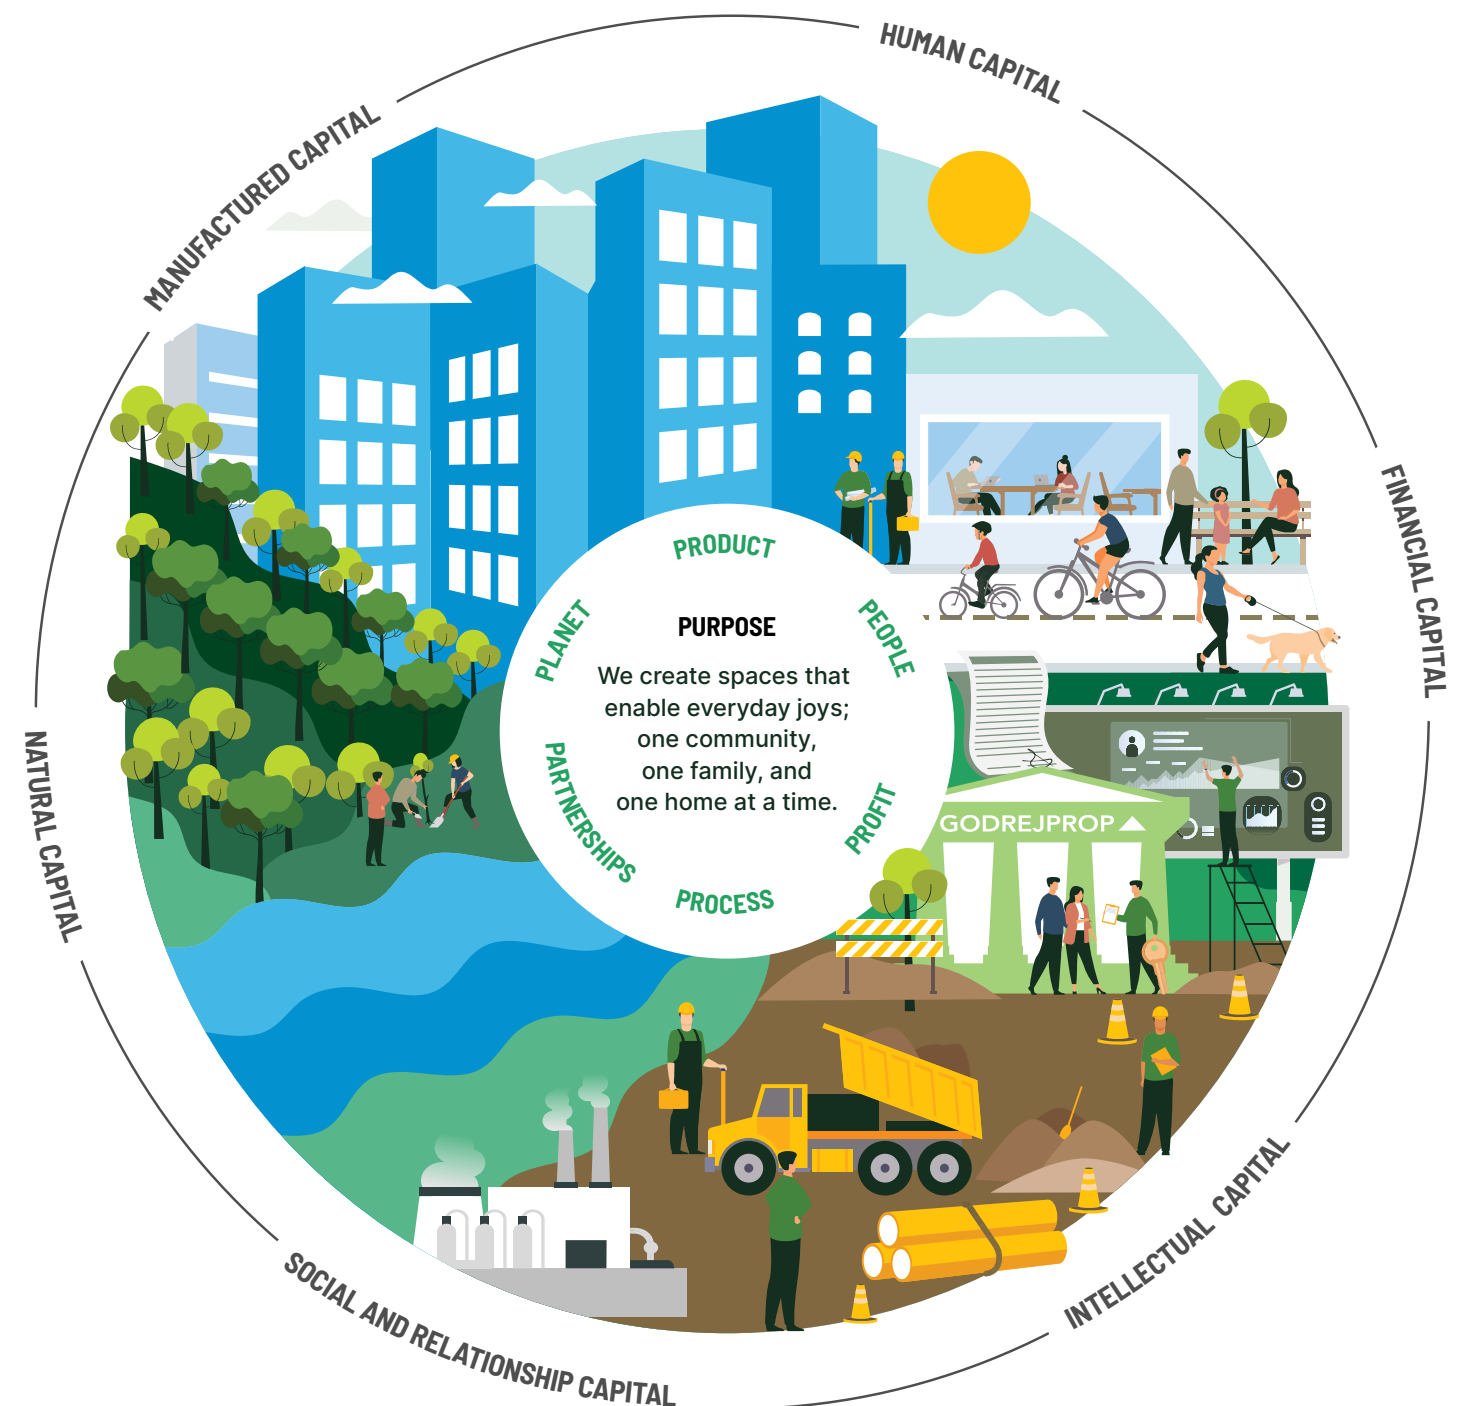 HUMAN CAPITAL
MANUFACTURED CAPITAL
FINANCIAL CAPITAL
NATURAL CAPITAL
INTELLECTUAL CAPITAL
SOCIAL AND RELATIONSHIP CAPITAL
PRODUCT
PLANET
PEOPLE
PURPOSE
We create spaces that
enable everyday joys;
one community,
one family, and
one home at a time.
PARTNERSHIPS
PROFIT
PROCESS
GODREJPROP